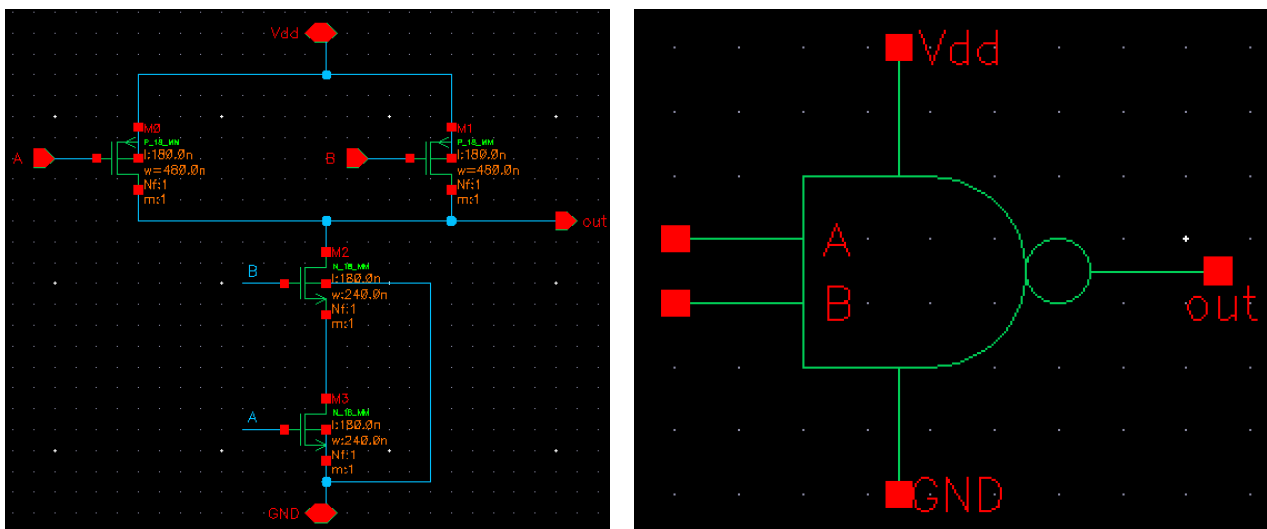 Vdd
M0
P_18_MM
l:180.0n
w=480.0n
Nf:1
m:1
A
M1
P_18_MM
l:180.0n
w=480.0n
Nf:1
m:1
B
out
M2
N_18_MM
l:180.0n
w:240.0n
Nf:1
m:1
B
M3
N_18_MM
l:180.0n
w:240.0n
Nf:1
m:1
A
GND
Vdd
A
B
out
GND